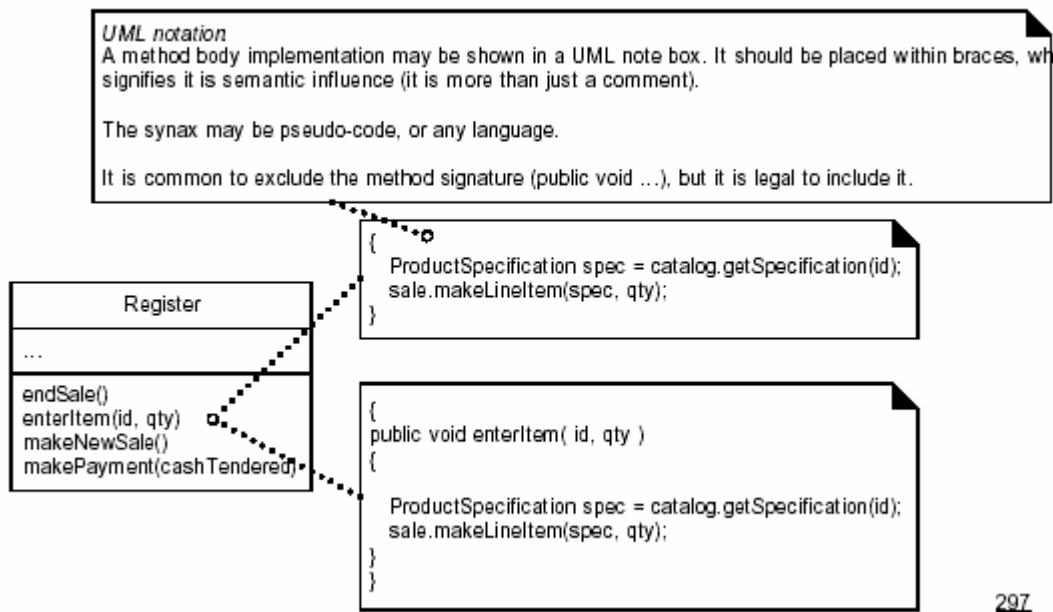 UML notation
A method body implementation may be shown in a UML note box. It should be placed within braces, wh
signifies it is semantic influence (it is more than just a comment).
The synax may be pseudo-code, or any language.
It is common to exclude the method signature (public void ...), but it is legal to include it.
{
ProductSpecification spec = catalog.getSpecification(id);
sale.makeLineItem(spec, qty);
}
Register
...
endSale()
enterItem(id, qty)
makeNewSale()
makePayment(cashTendered)
{
public void enterItem( id, qty )
{
ProductSpecification spec = catalog.getSpecification(id);
sale.makeLineItem(spec, qty);
}
}
297